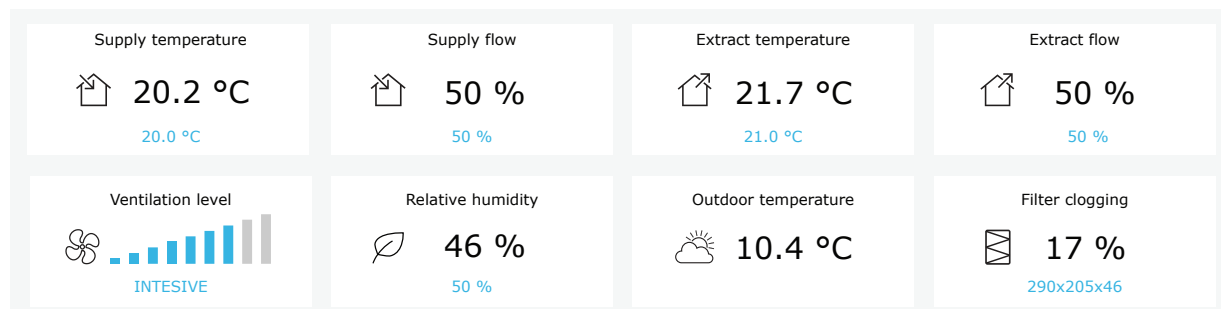 Supply temperature
20.2 °C
20.0 °C
Supply flow
50 %
50 %
Extract temperature
21.7 °C
21.0 °C
Extract flow
50 %
50 %
Ventilation level
INTESIVE
Relative humidity
46 %
50 %
Outdoor temperature
10.4 °C
Filter clogging
17 %
290x205x46